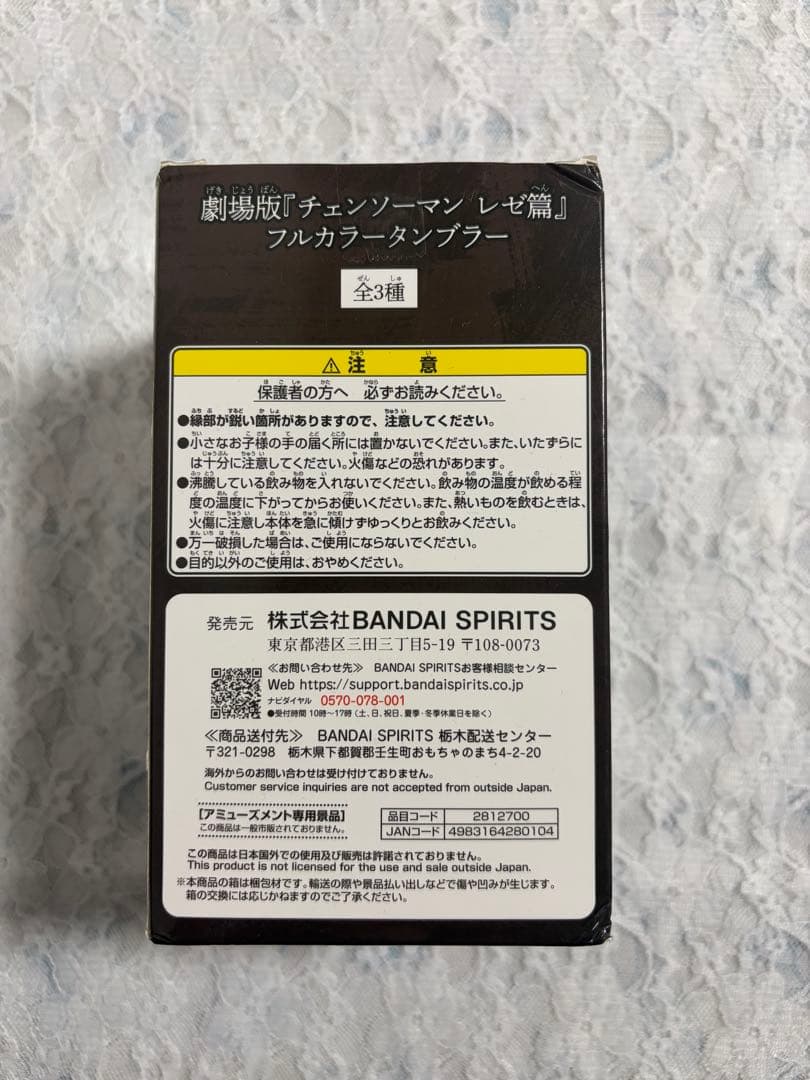 劇場版『チェンソーマン レゼ篇』
フルカラータンブラー
全3種
⚠注 意
保護者の方へ 必ずお読みください。
●縁部が鋭い箇所がありますので、注意してください。
●小さなお子様の手の届く所には置かないでください。また、いたずらに
は十分に注意してください。火傷などの恐れがあります。
●沸騰している飲み物を入れないでください。飲み物の温度が飲める程
度の温度に下がってからお使いください。また、熱いものを飲むときは、
火傷に注意し本体を急に傾けずゆっくりとお飲みください。
●万一破損した場合は、ご使用にならないでください。
●目的以外のご使用は、おやめください。
発売元 株式会社BANDAI SPIRITS
東京都港区三田三丁目5-19 〒108-0073
≪お問い合わせ先≫ BANDAI SPIRITSお客様相談センター
Web https://support.bandaispirits.co.jp
ナビダイヤル 0570-078-001
●受付時間 10時~17時(土、日、祝日、夏季・冬季休業日を除く)
≪商品送付先≫ BANDAI SPIRITS 栃木配送センター
〒321-0298 栃木県下都賀郡壬生町おもちゃのまち4-2-20
海外からのお問い合わせは受け付けておりません。
Customer service inquiries are not accepted from outside Japan.
[アミューズメント専用景品]
この商品は一般市販されておりません。
品目コード 2812700
JANコード 4983164280104
この商品は日本国外での使用及び販売は許諾されておりません。
This product is not licensed for the use and sale outside Japan.
※本商品の箱は梱包材です。輸送の際や景品払い出しなどで傷や凹みが生じます。
箱の交換には応じかねますのでご了承ください。